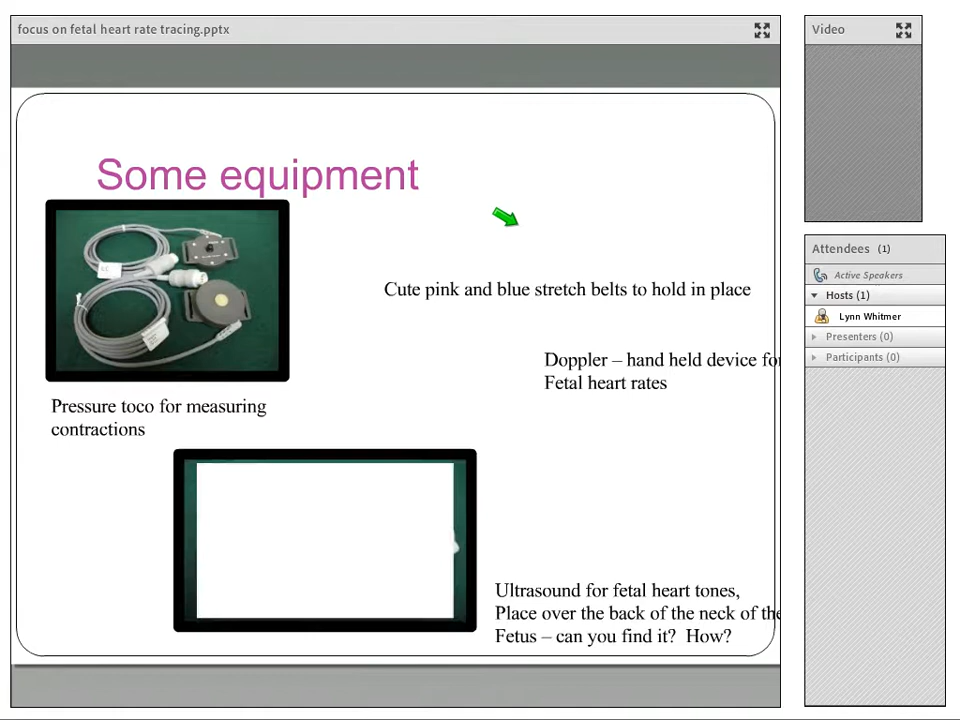 focus on fetal heart rate tracing.pptx
Video
Some equipment
Attendees (1)
Active Speakers
Hosts (1)
Lynn Whitmer
Presenters (0)
Participants (0)
Cute pink and blue stretch belts to hold in place
Doppler – hand held device for
Fetal heart rates
Pressure toco for measuring
contractions
Ultrasound for fetal heart tones,
Place over the back of the neck of the
Fetus – can you find it?  How?